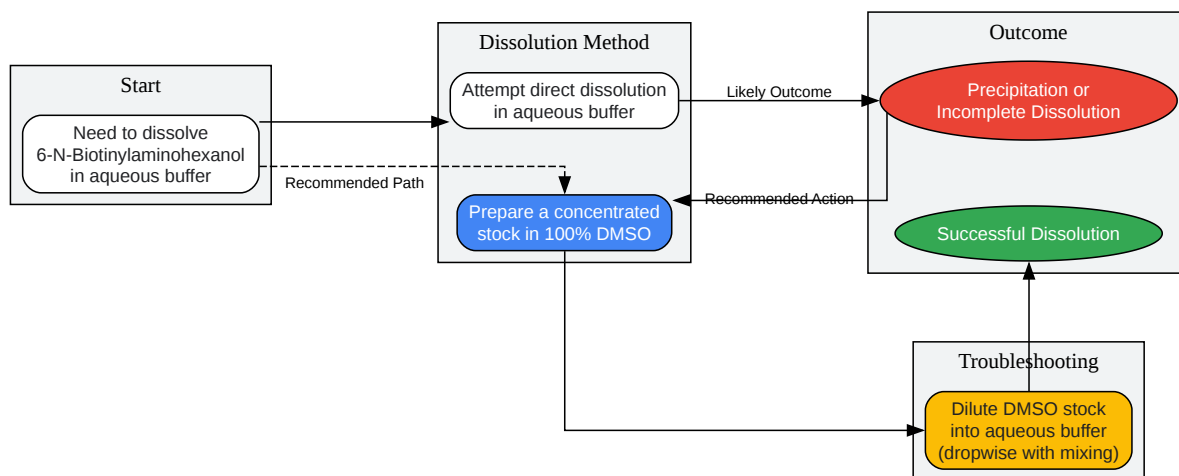 Start
Need to dissolve
6-N-Biotinylaminohexanol
in aqueous buffer
Recommended Path
Dissolution Method
Attempt direct dissolution
in aqueous buffer
Prepare a concentrated
stock in 100% DMSO
Likely Outcome
Recommended Action
Outcome
Precipitation or
Incomplete Dissolution
Successful Dissolution
Troubleshooting
Dilute DMSO stock
into aqueous buffer
(dropwise with mixing)